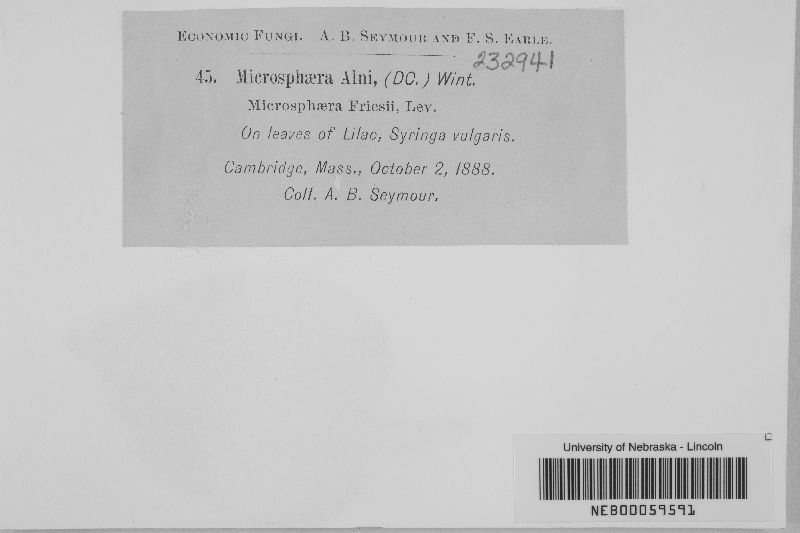 Economic Fungi. A. B. Seymour and F. S. Earle.
232941
45. Microsphæra Alni, (DC.) Wint.
Microsphæra Friesii, Lev.
On leaves of Lilac, Syringa vulgaris.
Cambridge, Mass., October 2, 1888.
Coll. A. B. Seymour.
University of Nebraska - Lincoln
NEB00059591